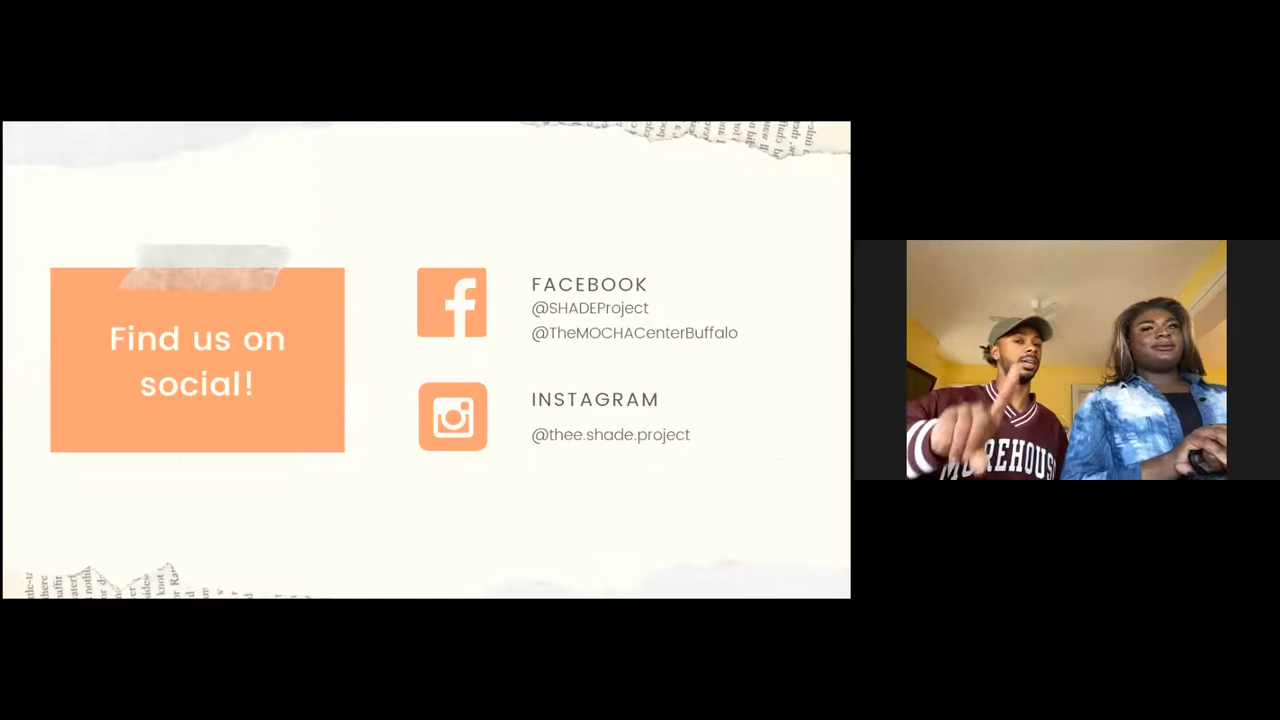 Find us on
social!
FACEBOOK
@SHADEProject
@TheMOCHACenterBuffalo
INSTAGRAM
@thee.shade.project